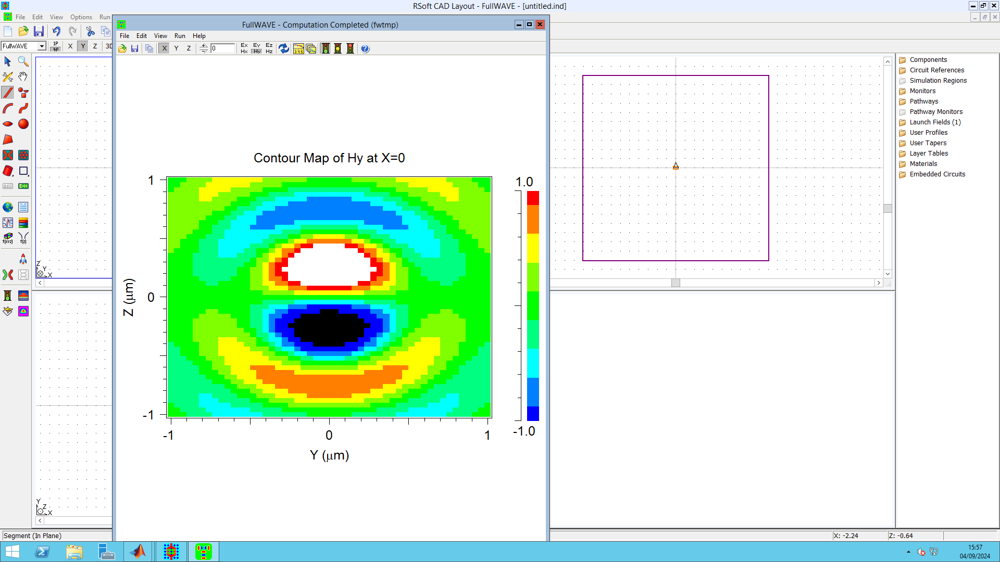 RSoft CAD Layout - FullWAVE - [untitled.ind]
File Edit View Options Run
FullWAVE - Computation Completed (fwtmp)
File Edit View Run Help
FullWAVE
1P
4P
X Y Z 3D
X Y Z
0
Ex Ey Ez
Hx Hy Hz
Contour Map of Hy at X=0
1
0
-1
Z (μm)
-1 0 1
Y (μm)
1.0
-1.0
Components
Circuit References
Simulation Regions
Monitors
Pathways
Pathway Monitors
Launch Fields (1)
User Profiles
User Tapers
Layer Tables
Materials
Embedded Circuits
Δz...
E×H
f(XYZ)
f(z)
Z
Y
X
Y
Z
X
Segment (In Plane)
X: -2.24
Z: -0.64
15:57
04/09/2024